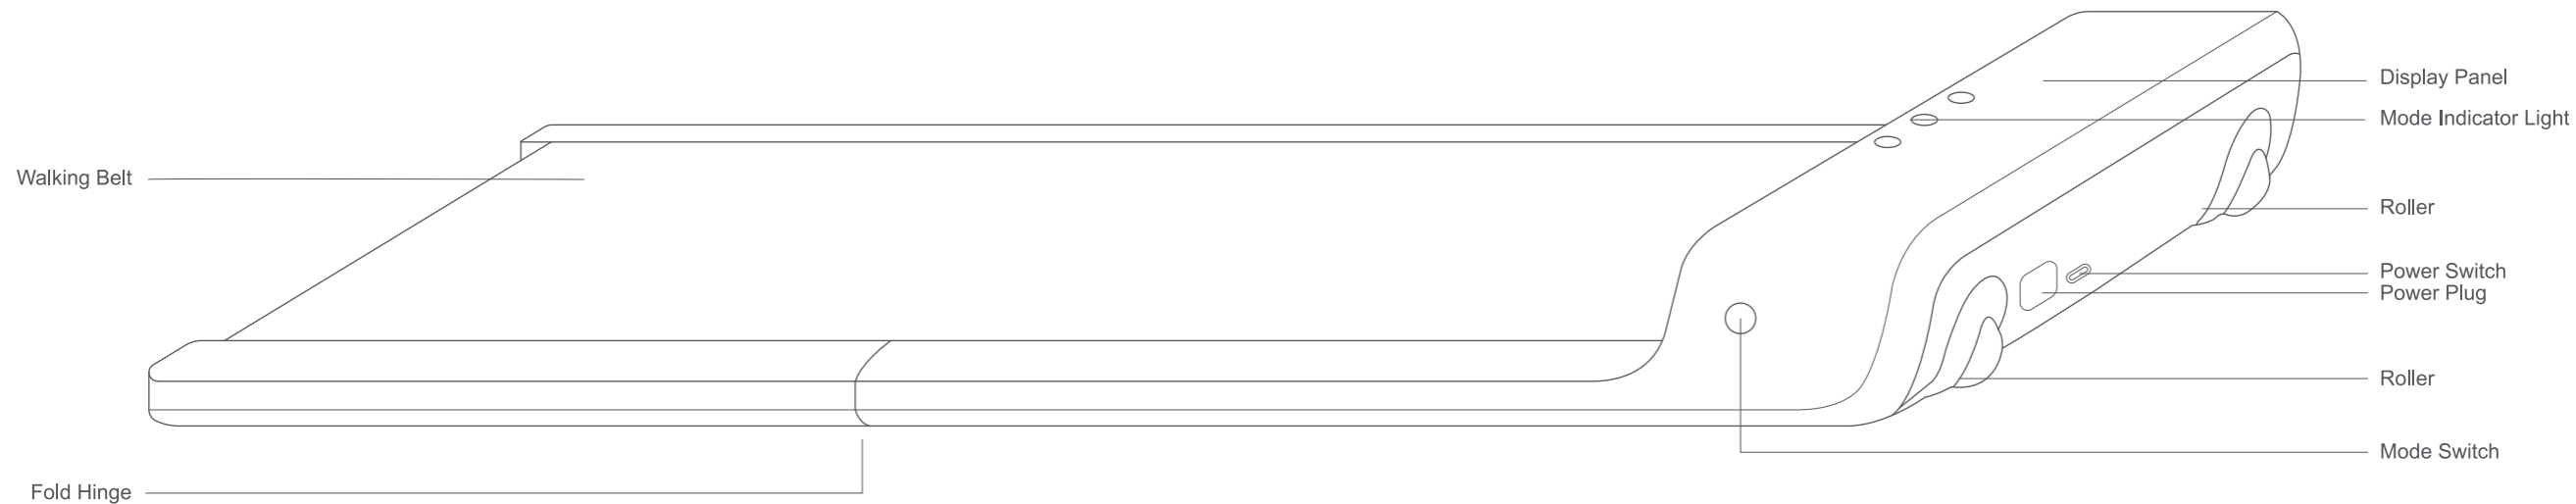 Display Panel
Mode Indicator Light
Walking Belt
Roller
Power Switch
Power Plug
Roller
Mode Switch
Fold Hinge